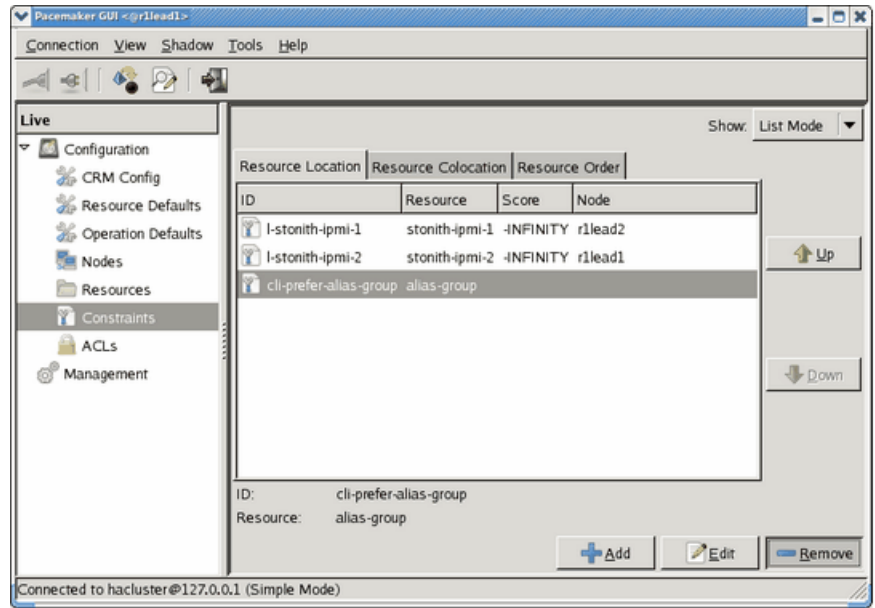 Pacemaker GUI <@r1lead1>
Connection View Shadow Tools Help
Live
Configuration
CRM Config
Resource Defaults
Operation Defaults
Nodes
Resources
Constraints
ACLs
Management
Show: List Mode
Resource Location Resource Colocation Resource Order
ID Resource Score Node
l-stonith-ipmi-1 stonith-ipmi-1 -INFINITY r1lead2
l-stonith-ipmi-2 stonith-ipmi-2 -INFINITY r1lead1
cli-prefer-alias-group alias-group
Up
Down
ID: cli-prefer-alias-group
Resource: alias-group
Add Edit Remove
Connected to hacluster@127.0.0.1 (Simple Mode)